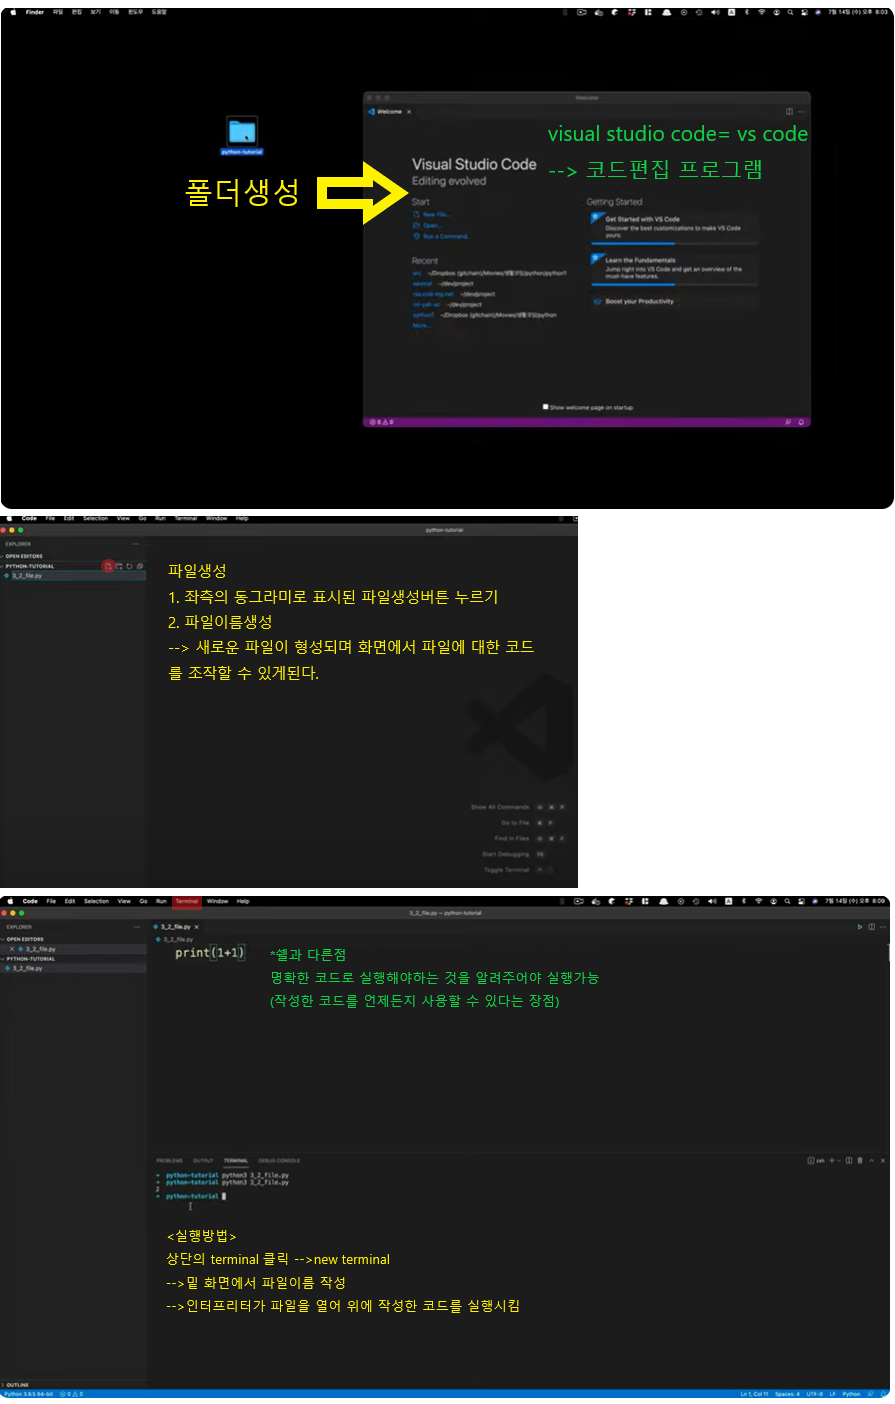 Finder 파일 편집 보기 이동 윈도우 도움말
7월 14일 (수) 오후 8:03
Welcome
Welcome
visual studio code= vs code
--> 코드편집 프로그램
python-tutorial
폴더생성
Visual Studio Code
Editing evolved
Start
New File...
Open...
Run a Command...
Getting Started
Get Started with VS Code
Discover the best customizations to make VS Code
yours.
Learn the Fundamentals
Jump right into VS Code and get an overview of the
must-have features.
Boost your Productivity
Recent
src ~/Dropbox (gitchain)/Movies/생활코딩/python/python1
~/dev/project
~/dev/project
~/dev/project
~/Dropbox (gitchain)/Movies/생활코딩/python
More...
Show welcome page on startup
0 0
Code File Edit Selection View Go Run Terminal Window Help
python-tutorial
EXPLORER
OPEN EDITORS
PYTHON-TUTORIAL
3_2_file.py
파일생성
1. 좌측의 동그라미로 표시된 파일생성버튼 누르기
2. 파일이름생성
--> 새로운 파일이 형성되며 화면에서 파일에 대한 코드
를 조작할 수 있게된다.
Show All Commands
Go to File
Find in Files
Start Debugging F5
Toggle Terminal
Code File Edit Selection View Go Run Terminal Window Help
7월 14일 (수) 오후 8:09
3_2_file.py — python-tutorial
EXPLORER
OPEN EDITORS
3_2_file.py
PYTHON-TUTORIAL
3_2_file.py
3_2_file.py
3_2_file.py
print(1+1)
*쉘과 다른점
명확한 코드로 실행해야하는 것을 알려주어야 실행가능
(작성한 코드를 언제든지 사용할 수 있다는 장점)
PROBLEMS OUTPUT TERMINAL DEBUG CONSOLE
zsh
python-tutorial python3 3_2_file.py
python-tutorial python3 3_2_file.py
2
python-tutorial
<실행방법>
상단의 terminal 클릭 -->new terminal
-->밑 화면에서 파일이름 작성
-->인터프리터가 파일을 열어 위에 작성한 코드를 실행시킴
OUTLINE
Python 3.9.5 64-bit 0 0
Ln 1, Col 11 Spaces: 4 UTF-8 LF Python